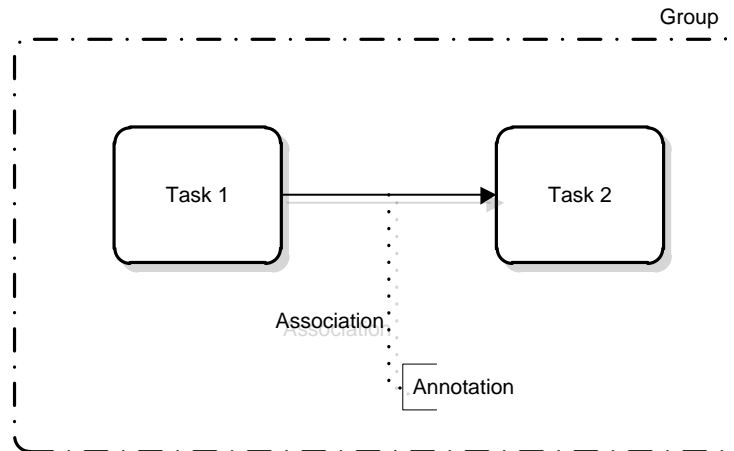 Group
Task 1
Task 2
Association
Annotation